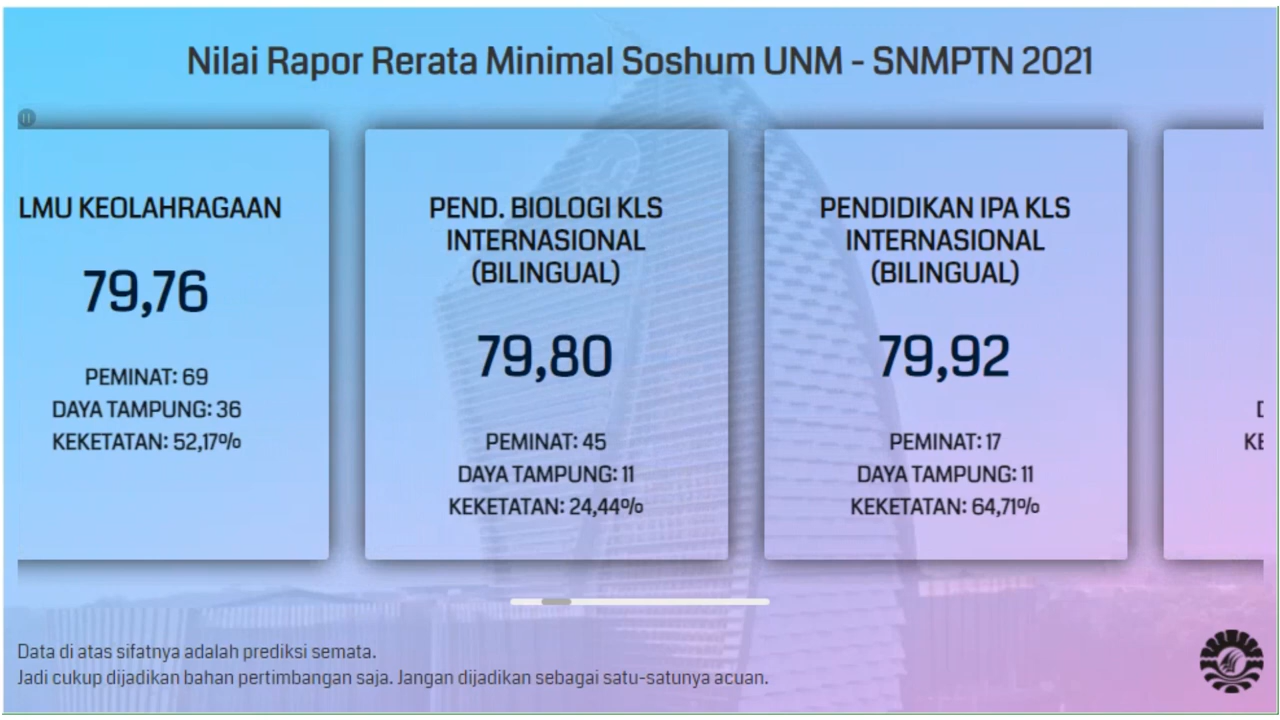 Nilai Rapor Rerata Minimal Soshum UNM - SNMPTN 2021
LMU KEOLAHRAGAAN
79,76
PEMINAT: 69
DAYA TAMPUNG: 36
KEKETATAN: 52,17%
PEND. BIOLOGI KLS
INTERNASIONAL
(BILINGUAL)
79,80
PEMINAT: 45
DAYA TAMPUNG: 11
KEKETATAN: 24,44%
PENDIDIKAN IPA KLS
INTERNASIONAL
(BILINGUAL)
79,92
PEMINAT: 17
DAYA TAMPUNG: 11
KEKETATAN: 64,71%
KE
Data di atas sifatnya adalah prediksi semata.
Jadi cukup dijadikan bahan pertimbangan saja. Jangan dijadikan sebagai satu-satunya acuan.